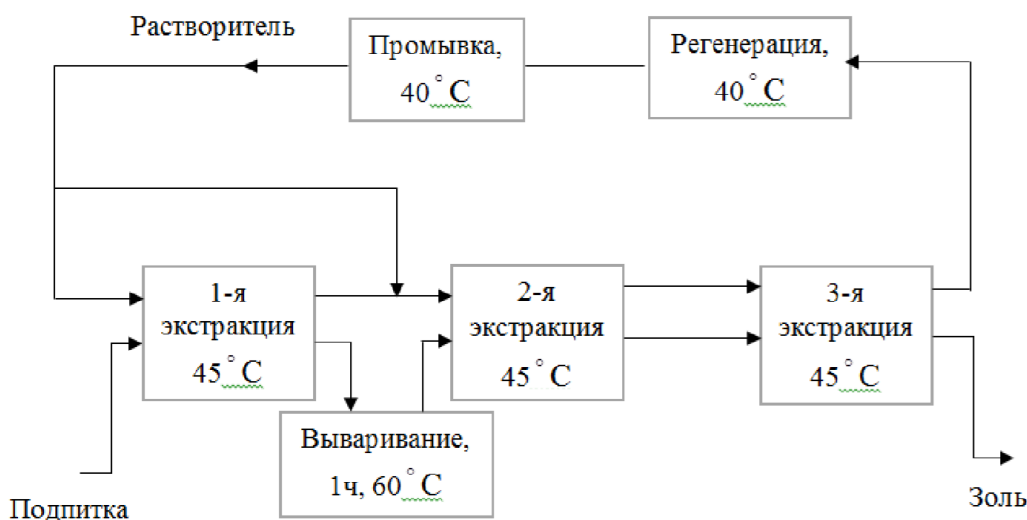 Растворитель
Промывка,
40°C
Регенерация,
40°C
1-я
экстракция
45°C
2-я
экстракция
45°C
3-я
экстракция
45°C
Вываривание,
1ч, 60°C
Подпитка
Золь